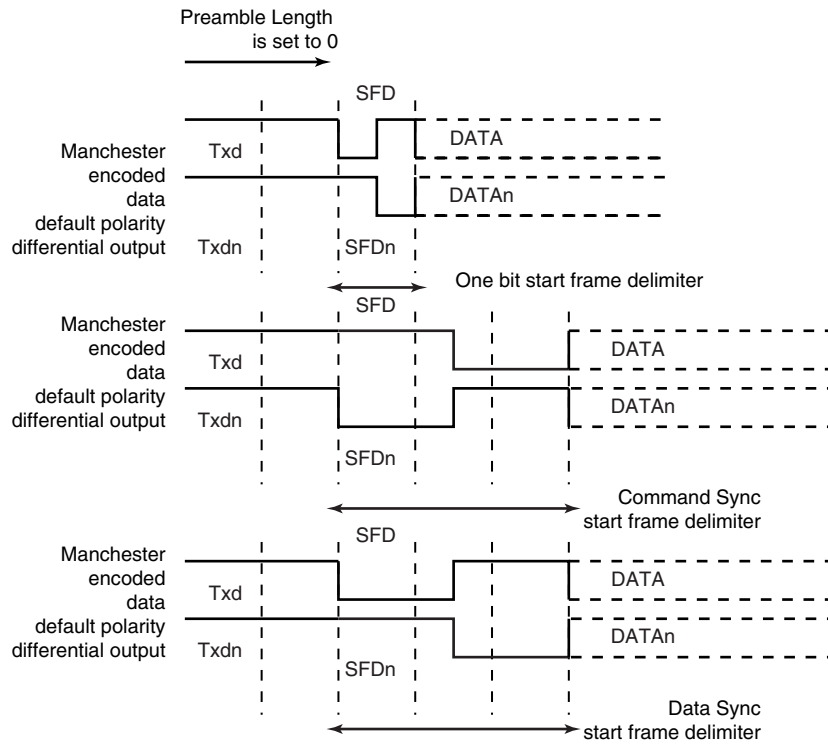 Preamble Length
is set to 0
SFD
Manchester
encoded
data
default polarity
differential output
Txd
DATA
DATAn
Txdn
SFDn
One bit start frame delimiter
SFD
Manchester
encoded
data
default polarity
differential output
Txd
DATA
DATAn
Txdn
SFDn
Command Sync
start frame delimiter
SFD
Manchester
encoded
data
default polarity
differential output
Txd
DATA
DATAn
Txdn
SFDn
Data Sync
start frame delimiter